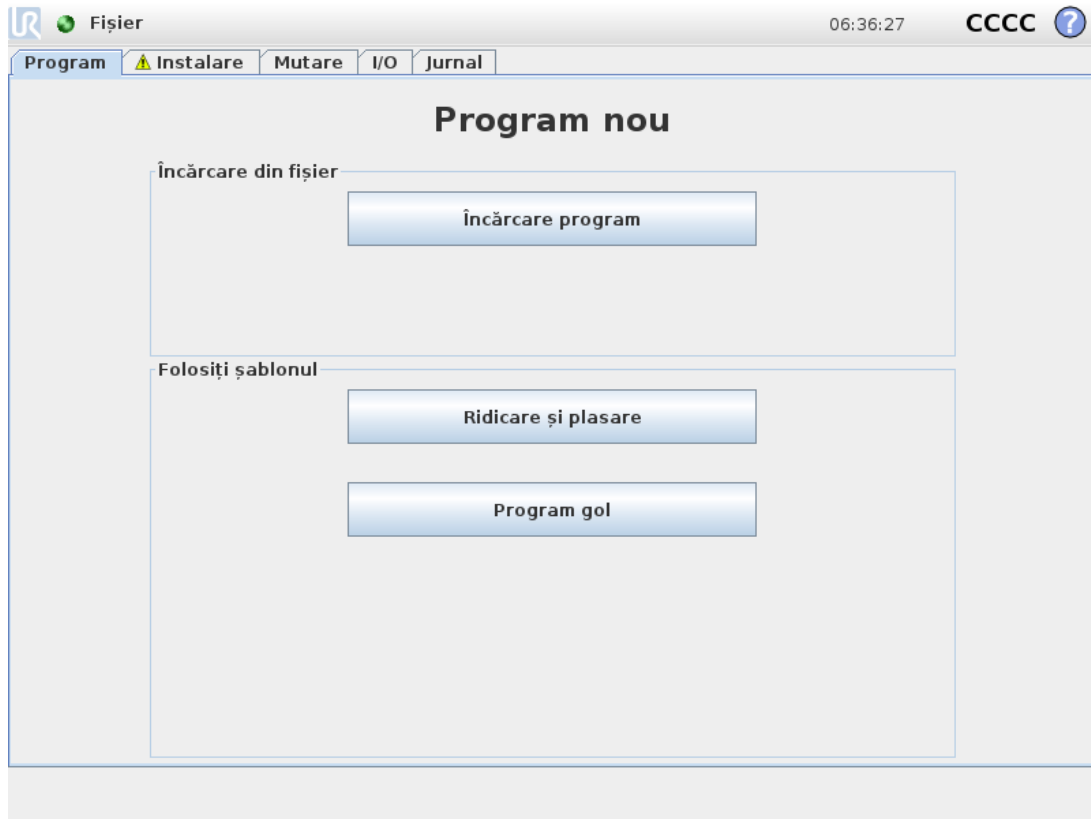 UR Fișier 06:36:27 CCCC ?
Program Instalare Mutare I/O Jurnal
Program nou
Încărcare din fișier
Încărcare program
Folosiți șablonul
Ridicare și plasare
Program gol